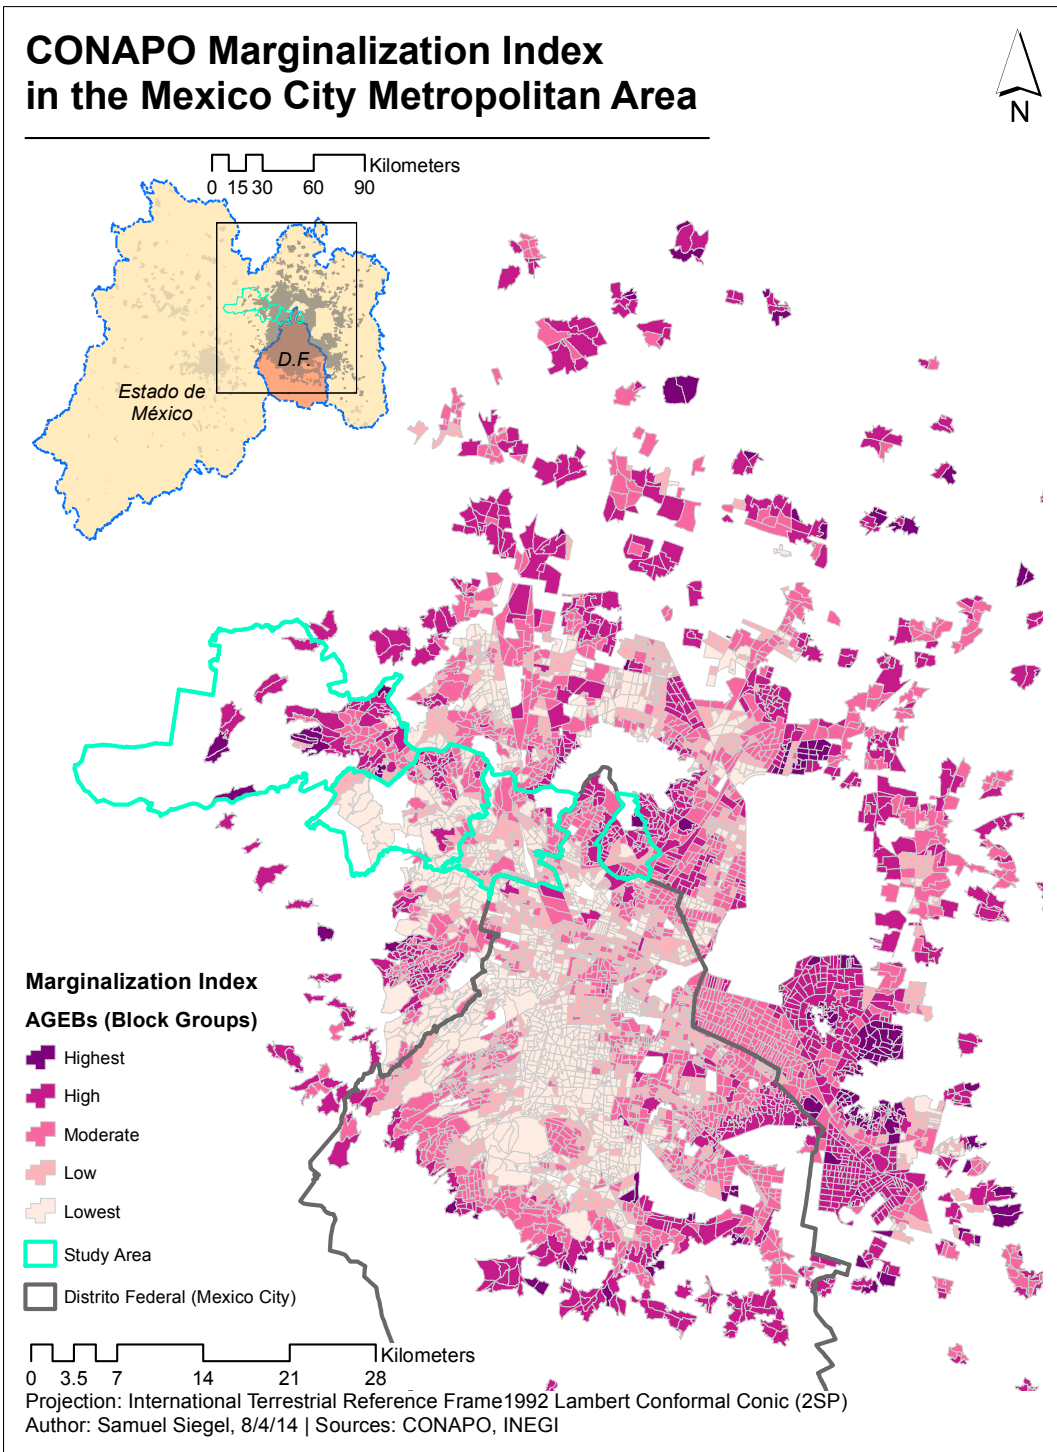 CONAPO Marginalization Index
in the Mexico City Metropolitan Area
N
Kilometers
0 15 30 60 90
D.F.
Estado de
México
Marginalization Index
AGEBs (Block Groups)
Highest
High
Moderate
Low
Lowest
Study Area
Distrito Federal (Mexico City)
Kilometers
0 3.5 7 14 21 28
Projection: International Terrestrial Reference Frame1992 Lambert Conformal Conic (2SP)
Author: Samuel Siegel, 8/4/14 | Sources: CONAPO, INEGI